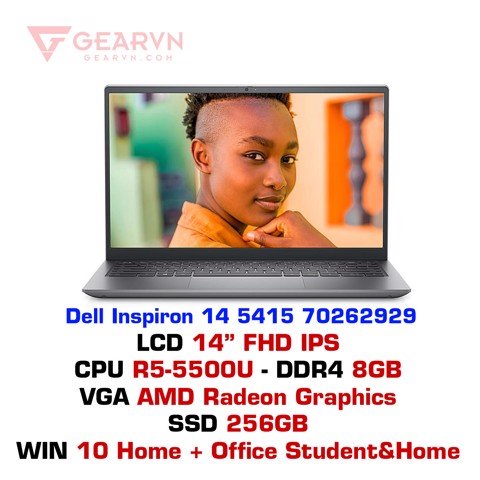 GEARVN
GEARVN.COM
Dell Inspiron 14 5415 70262929
LCD 14” FHD IPS
CPU R5-5500U - DDR4 8GB
VGA AMD Radeon Graphics
SSD 256GB
WIN 10 Home + Office Student&Home